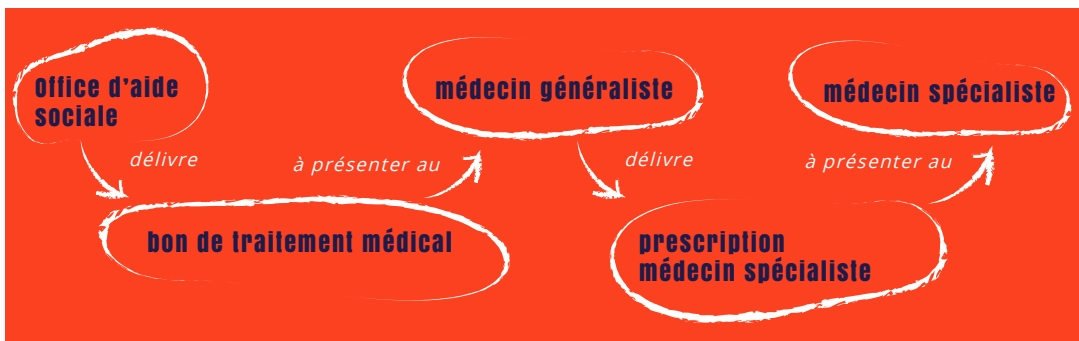 Office d'aide
sociale
délivre
bon de traitement médical
à présenter au
médecin généraliste
délivre
prescription
médecin spécialiste
à présenter au
médecin spécialiste